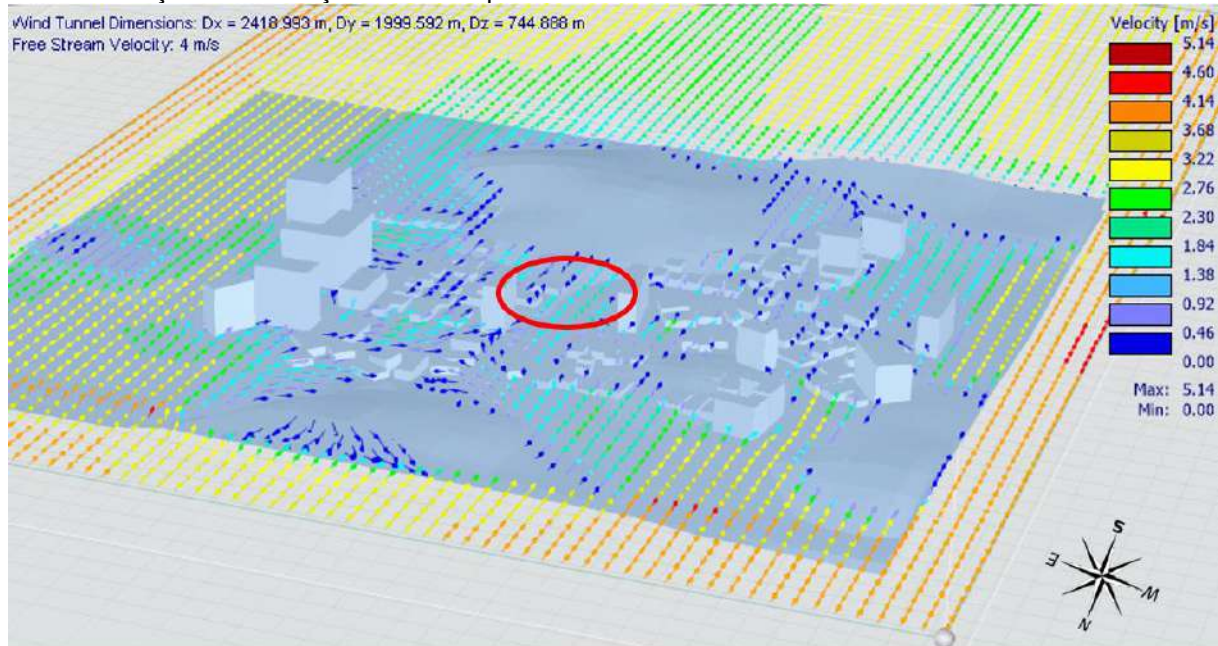 Wind Tunnel Dimensions: Dx = 2418.993 m, Dy = 1999.592 m, Dz = 744.888 m
Free Stream Velocity: 4 m/s
Velocity [m/s]
5.14
4.60
4.14
3.68
3.22
2.76
2.30
1.84
1.38
0.92
0.46
0.00
Max: 5.14
Min: 0.00
S
E
W
N